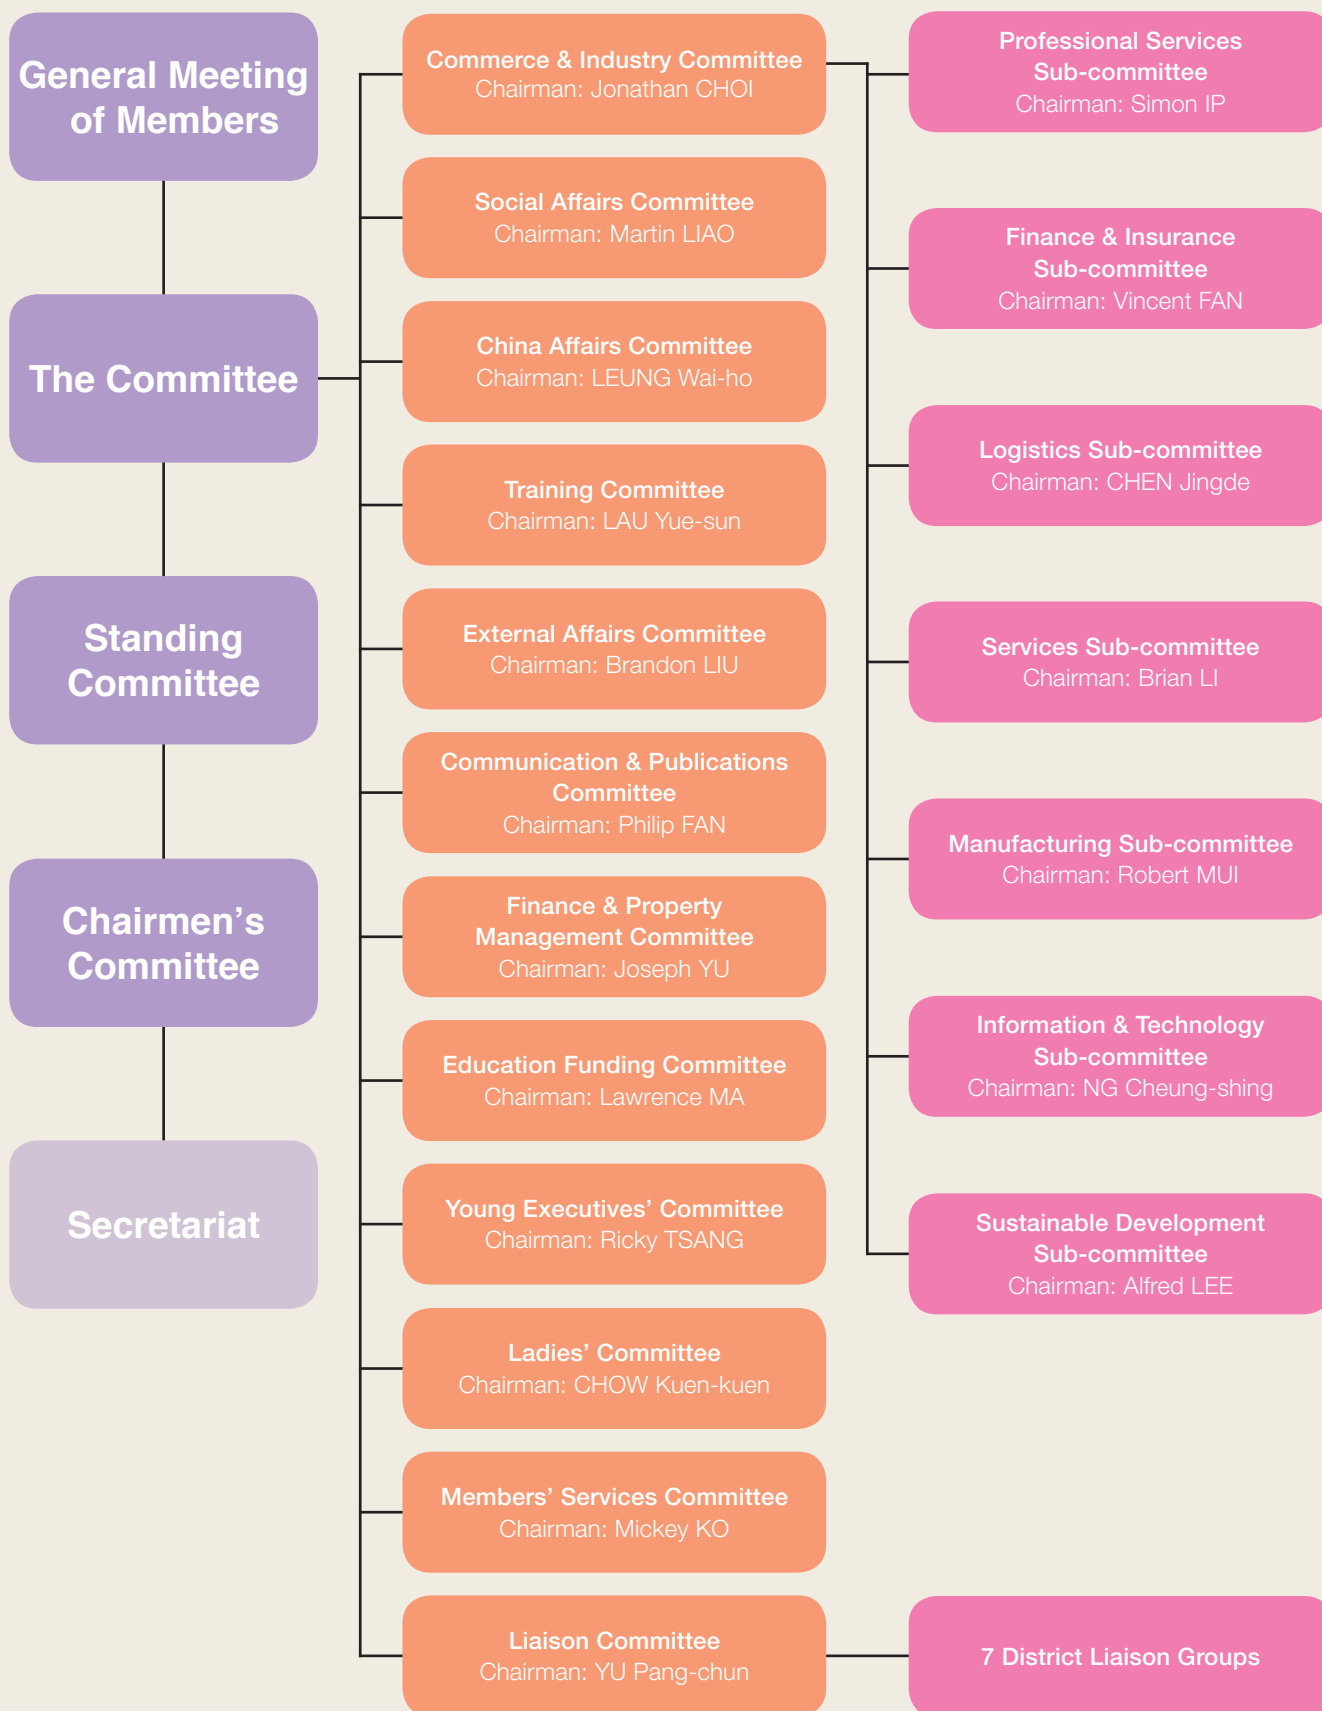 General Meeting
of Members
The Committee
Standing
Committee
Chairmen’s
Committee
Secretariat
Commerce & Industry Committee
Chairman: Jonathan CHOI
Social Affairs Committee
Chairman: Martin LIAO
China Affairs Committee
Chairman: LEUNG Wai-ho
Training Committee
Chairman: LAU Yue-sun
External Affairs Committee
Chairman: Brandon LIU
Communication & Publications
Committee
Chairman: Philip FAN
Finance & Property
Management Committee
Chairman: Joseph YU
Education Funding Committee
Chairman: Lawrence MA
Young Executives’ Committee
Chairman: Ricky TSANG
Ladies’ Committee
Chairman: CHOW Kuen-kuen
Members’ Services Committee
Chairman: Mickey KO
Liaison Committee
Chairman: YU Pang-chun
Professional Services
Sub-committee
Chairman: Simon IP
Finance & Insurance
Sub-committee
Chairman: Vincent FAN
Logistics Sub-committee
Chairman: CHEN Jingde
Services Sub-committee
Chairman: Brian LI
Manufacturing Sub-committee
Chairman: Robert MUI
Information & Technology
Sub-committee
Chairman: NG Cheung-shing
Sustainable Development
Sub-committee
Chairman: Alfred LEE
7 District Liaison Groups